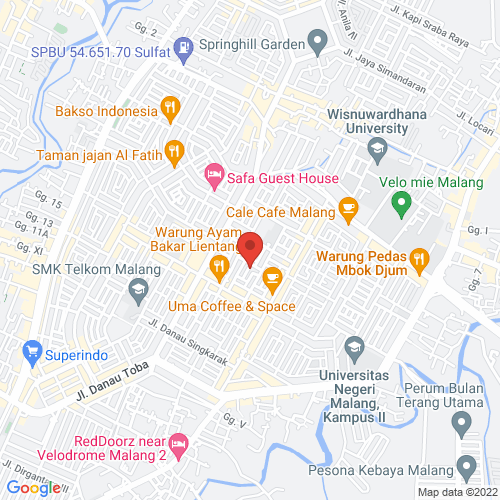 Gg. 2
Vl Anila
Jl. Kapi Sraba Raya
SPBU 54.651.70 Sulfat
Springhill Garden
Jl. Jaya Simandaran
Jl. Locari
Bakso Indonesia
Wisnuwardhana
University
Taman jajan Al Fatih
Safa Guest House
Velo mie Malang
Gg. 15
Gg. 13
Gg. 11A
Gg. XI
Cale Cafe Malang
Gg. I
Warung Ayam
Bakar Lientang
Warung Pedas
Mbok Djum
Gg. 7
SMK Telkom Malang
Uma Coffee & Space
Jl. Danau Singkarak
Superindo
Jl. Danau Toba
Universitas
Negeri
Malang,
Kampus II
Perum Bulan
Terang Utama
Gg. V
RedDoorz near
Velodrome Malang 2
Pesona Kebaya Malang
Google
Map data ©2022